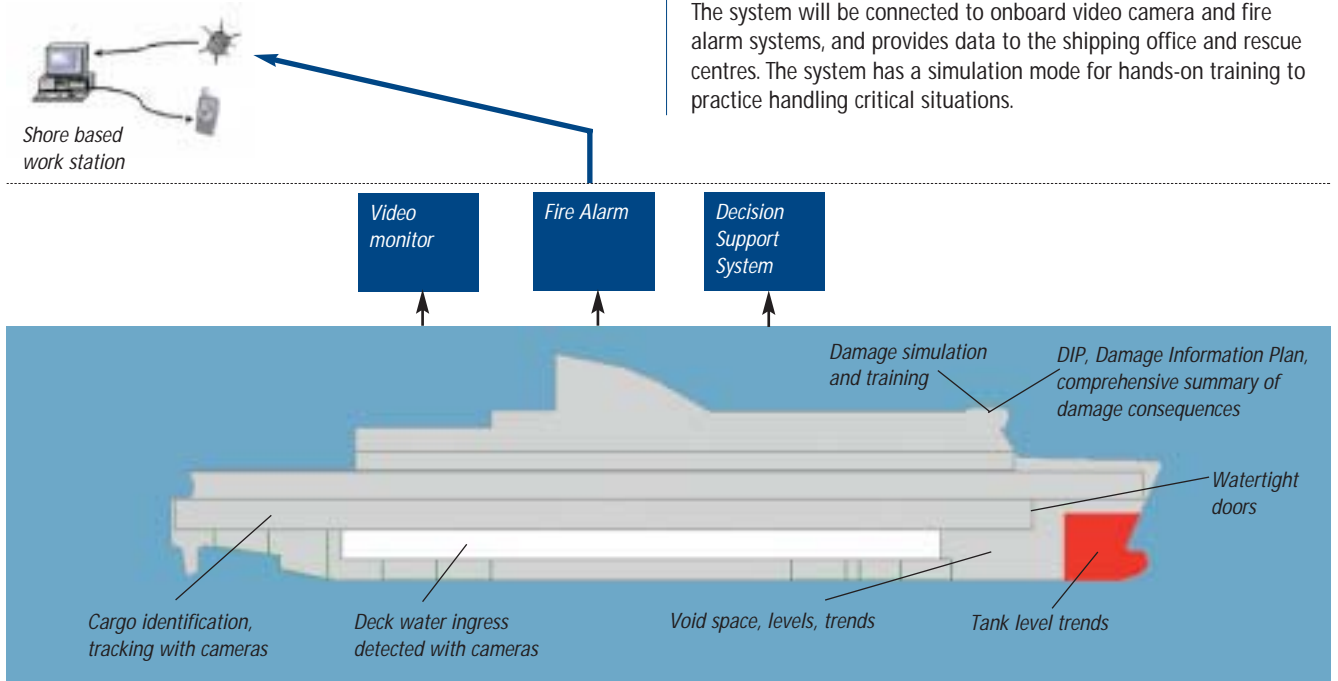 The system will be connected to onboard video camera and fire
alarm systems, and provides data to the shipping office and rescue
centres. The system has a simulation mode for hands-on training to
practice handling critical situations.
Shore based
work station
Video
monitor
Fire Alarm
Decision
Support
System
Damage simulation
and training
DIP, Damage Information Plan,
comprehensive summary of
damage consequences
Watertight
doors
Cargo identification,
tracking with cameras
Deck water ingress
detected with cameras
Void space, levels, trends
Tank level trends